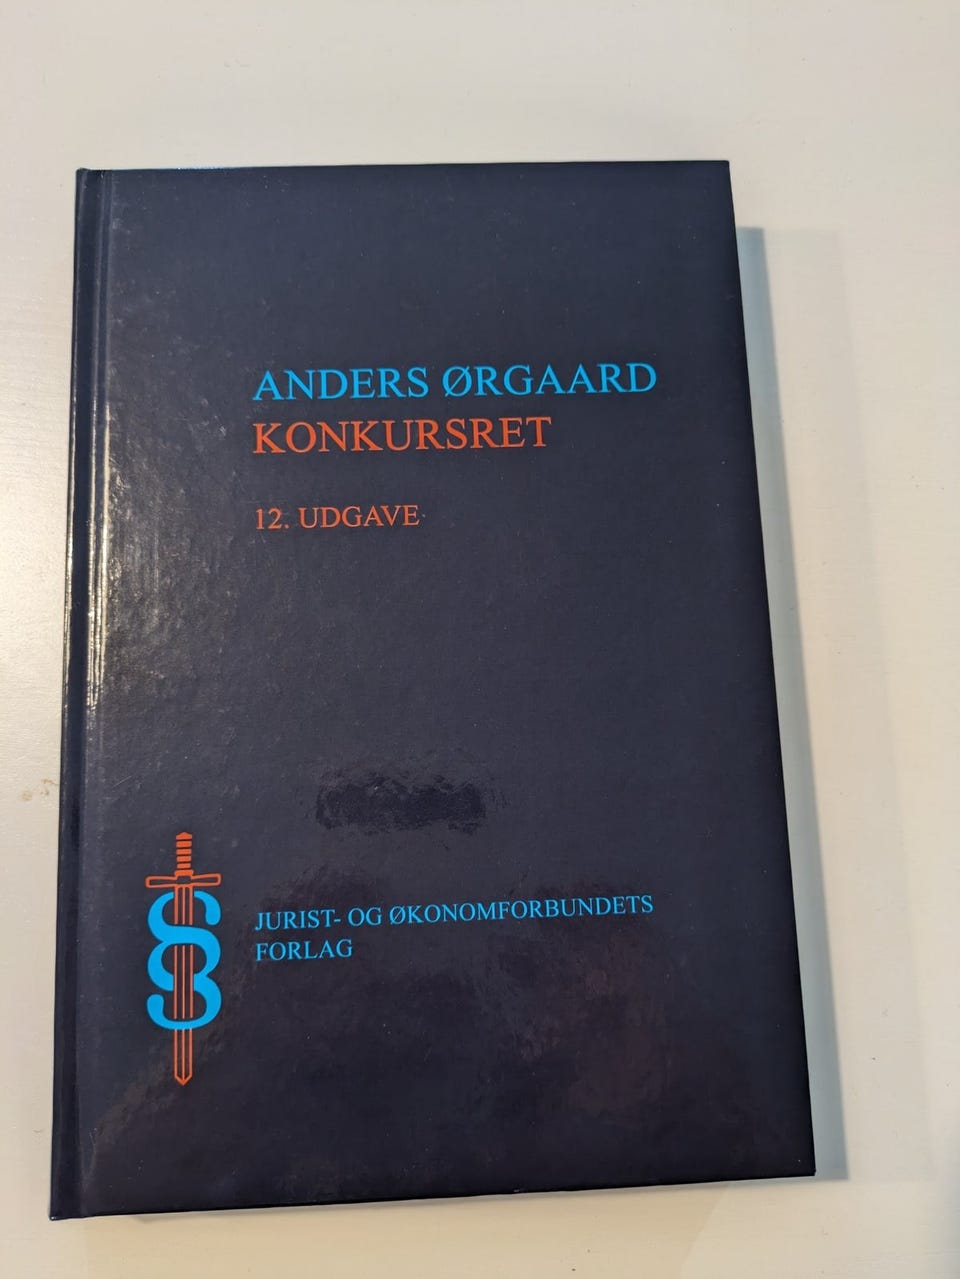 ANDERS ØRGAARD
KONKURSRET
12. UDGAVE
JURIST- OG ØKONOMFORBUNDETS
FORLAG